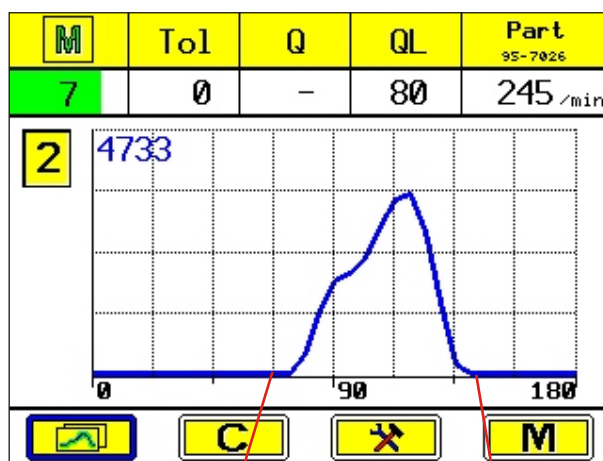 M Tol Q QL Part
95-7026
7 0 - 80 245 /min
2 4733
0 90 180
C M